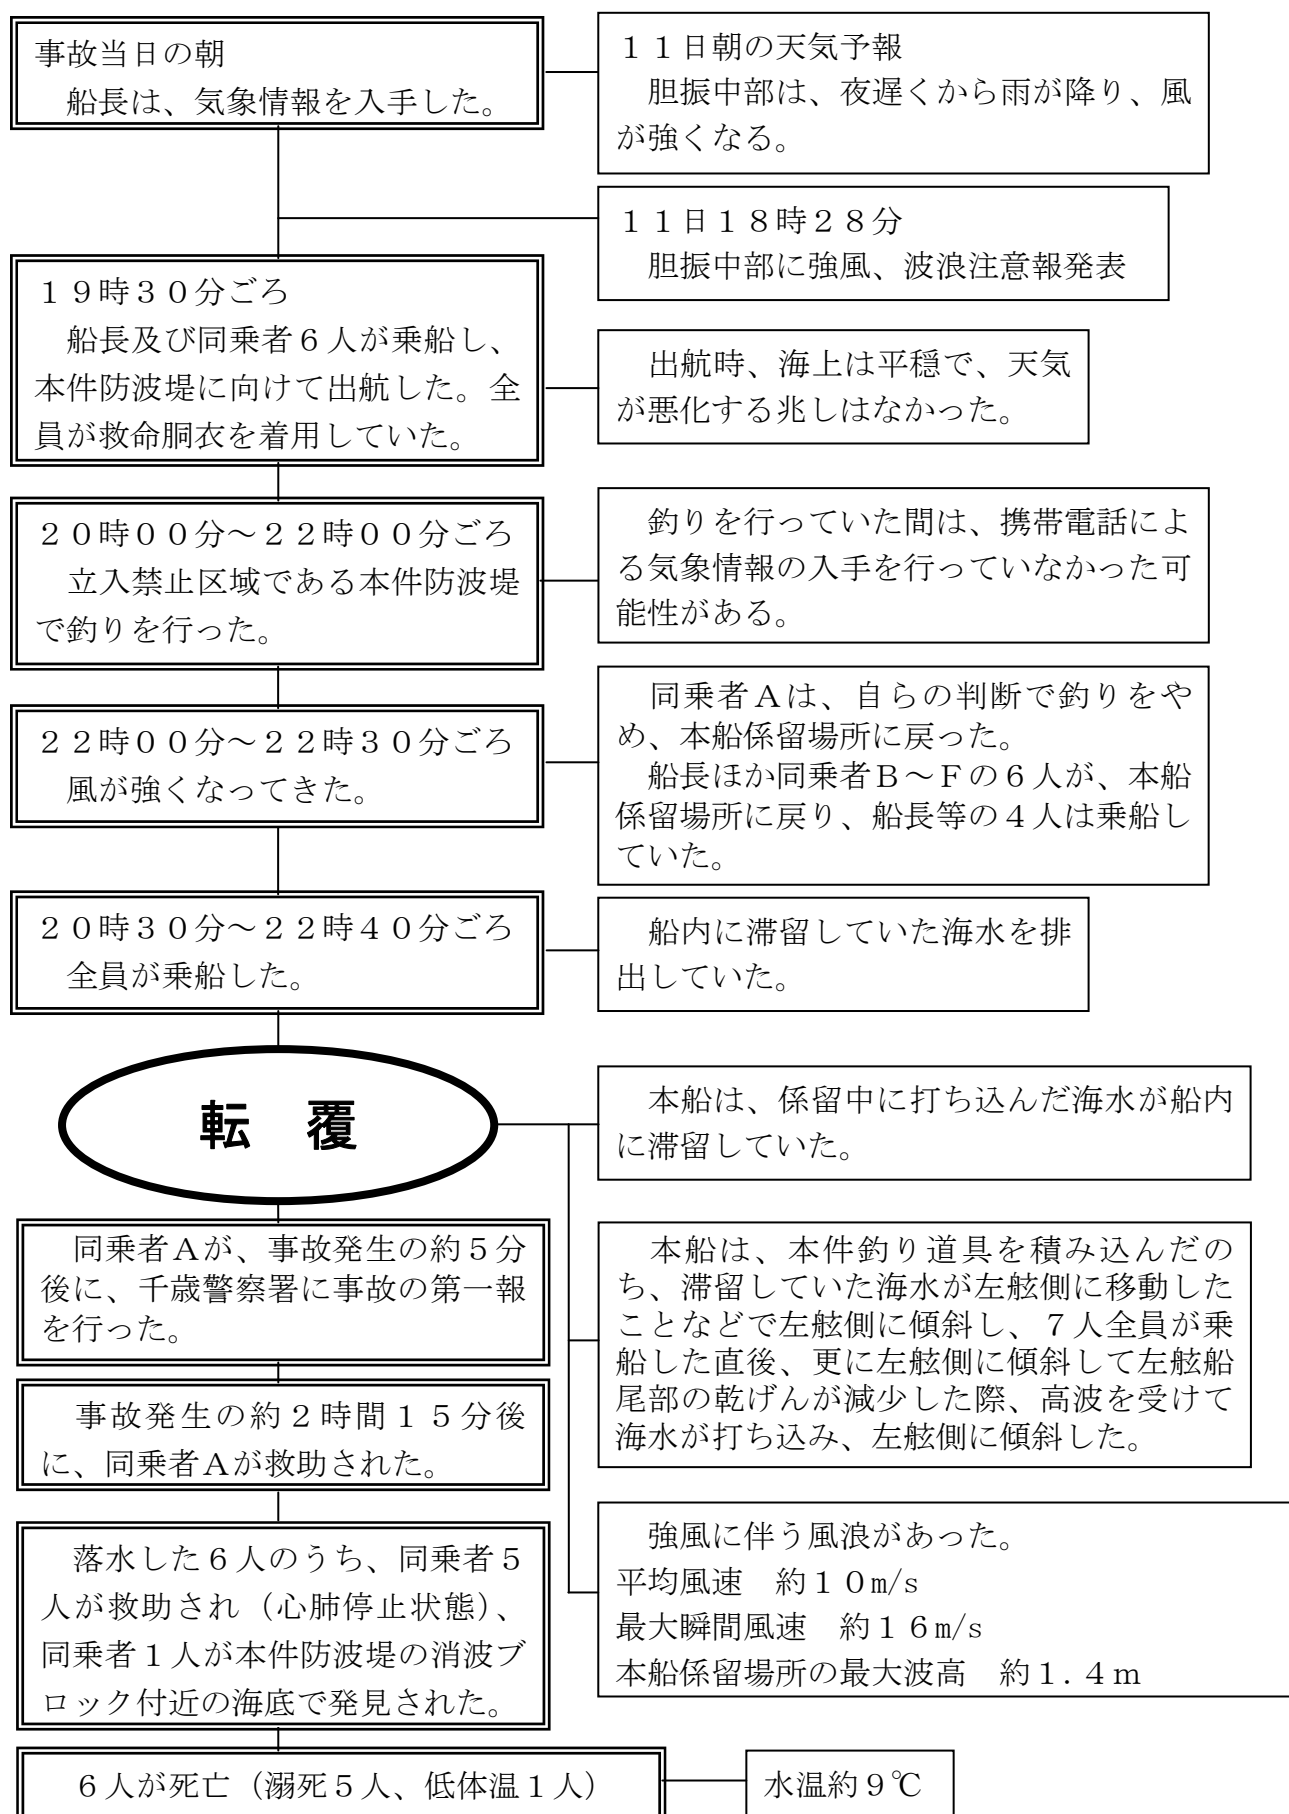 事故当日の朝
船長は、気象情報を入手した。
１１日朝の天気予報
胆振中部は、夜遅くから雨が降り、風
が強くなる。
１１日１８時２８分
胆振中部に強風、波浪注意報発表
１９時３０分ごろ
船長及び同乗者６人が乗船し、
本件防波堤に向けて出航した。全
員が救命胴衣を着用していた。
出航時、海上は平穏で、天気
が悪化する兆しはなかった。
２０時００分～２２時００分ごろ
立入禁止区域である本件防波堤
で釣りを行った。
釣りを行っていた間は、携帯電話によ
る気象情報の入手を行っていなかった可
能性がある。
２２時００分～２２時３０分ごろ
風が強くなってきた。
同乗者Ａは、自らの判断で釣りをや
め、本船係留場所に戻った。
船長ほか同乗者Ｂ～Ｆの６人が、本船
係留場所に戻り、船長等の４人は乗船し
ていた。
２０時３０分～２２時４０分ごろ
全員が乗船した。
船内に滞留していた海水を排
出していた。
転　覆
本船は、係留中に打ち込んだ海水が船内
に滞留していた。
本船は、本件釣り道具を積み込んだの
ち、滞留していた海水が左舷側に移動した
ことなどで左舷側に傾斜し、７人全員が乗
船した直後、更に左舷側に傾斜して左舷船
尾部の乾げんが減少した際、高波を受けて
海水が打ち込み、左舷側に傾斜した。
強風に伴う風浪があった。
平均風速　約１０m/s
最大瞬間風速　約１６m/s
本船係留場所の最大波高　約１.４ｍ
同乗者Ａが、事故発生の約５分
後に、千歳警察署に事故の第一報
を行った。
事故発生の約２時間１５分後
に、同乗者Ａが救助された。
落水した６人のうち、同乗者５
人が救助され（心肺停止状態）、
同乗者１人が本件防波堤の消波ブ
ロック付近の海底で発見された。
６人が死亡（溺死５人、低体温１人）
水温約９℃